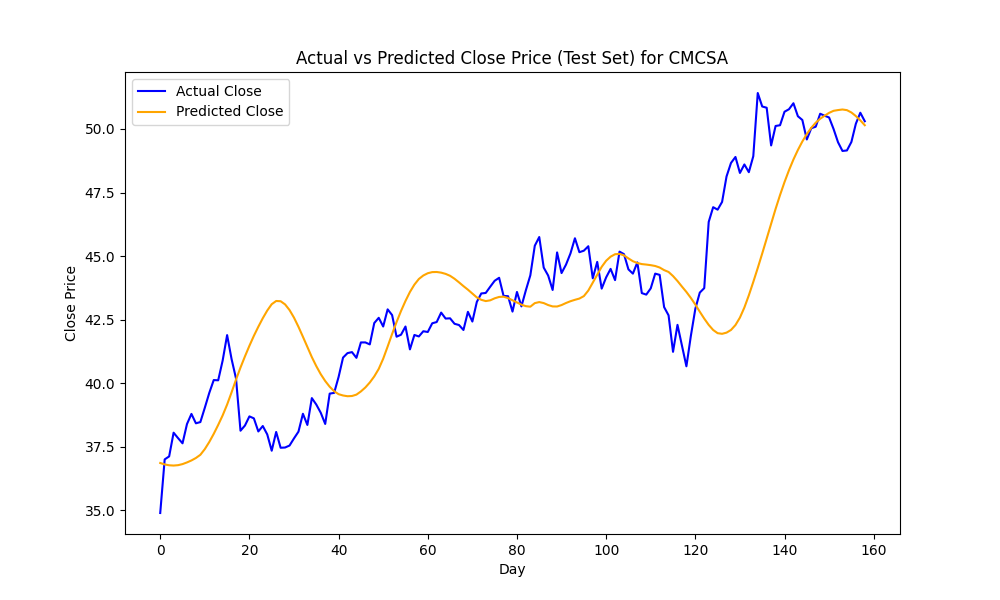 Actual vs Predicted Close Price (Test Set) for CMCSA
Actual Close
Predicted Close
Close Price
50.0
47.5
45.0
42.5
40.0
37.5
35.0
0 20 40 60 80 100 120 140 160
Day